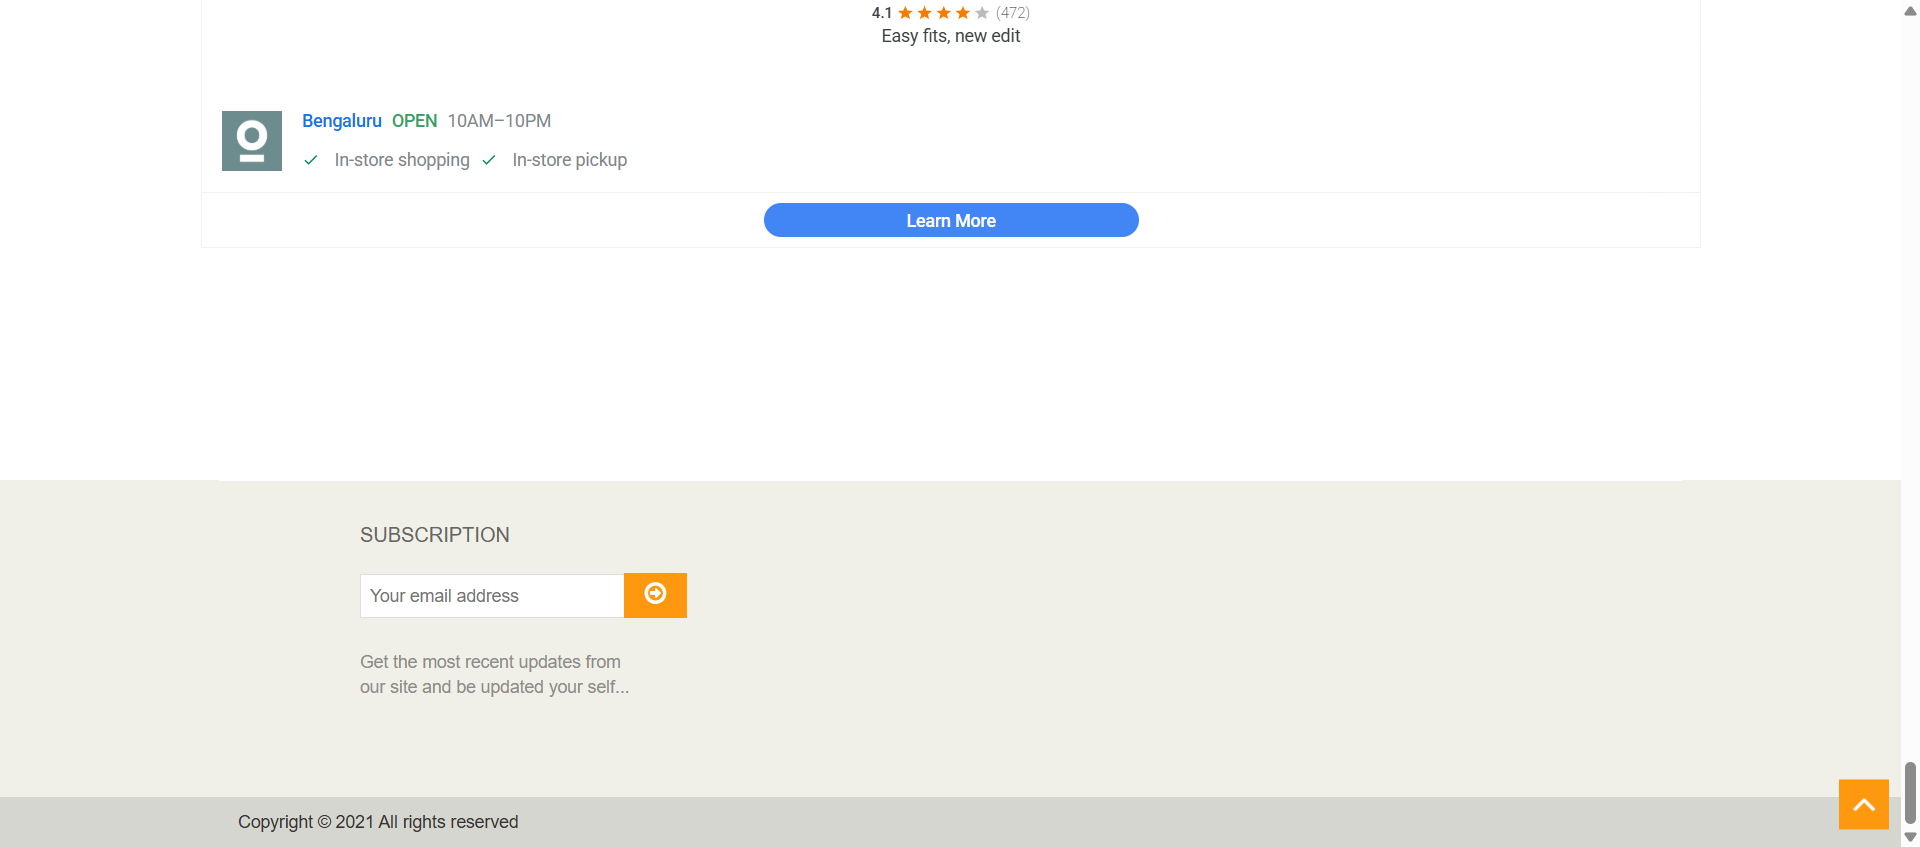 4.1 (472)
Easy fits, new edit
Bengaluru OPEN 10AM–10PM
In-store shopping In-store pickup
Learn More
SUBSCRIPTION
Your email address
Get the most recent updates from
our site and be updated your self...
Copyright © 2021 All rights reserved